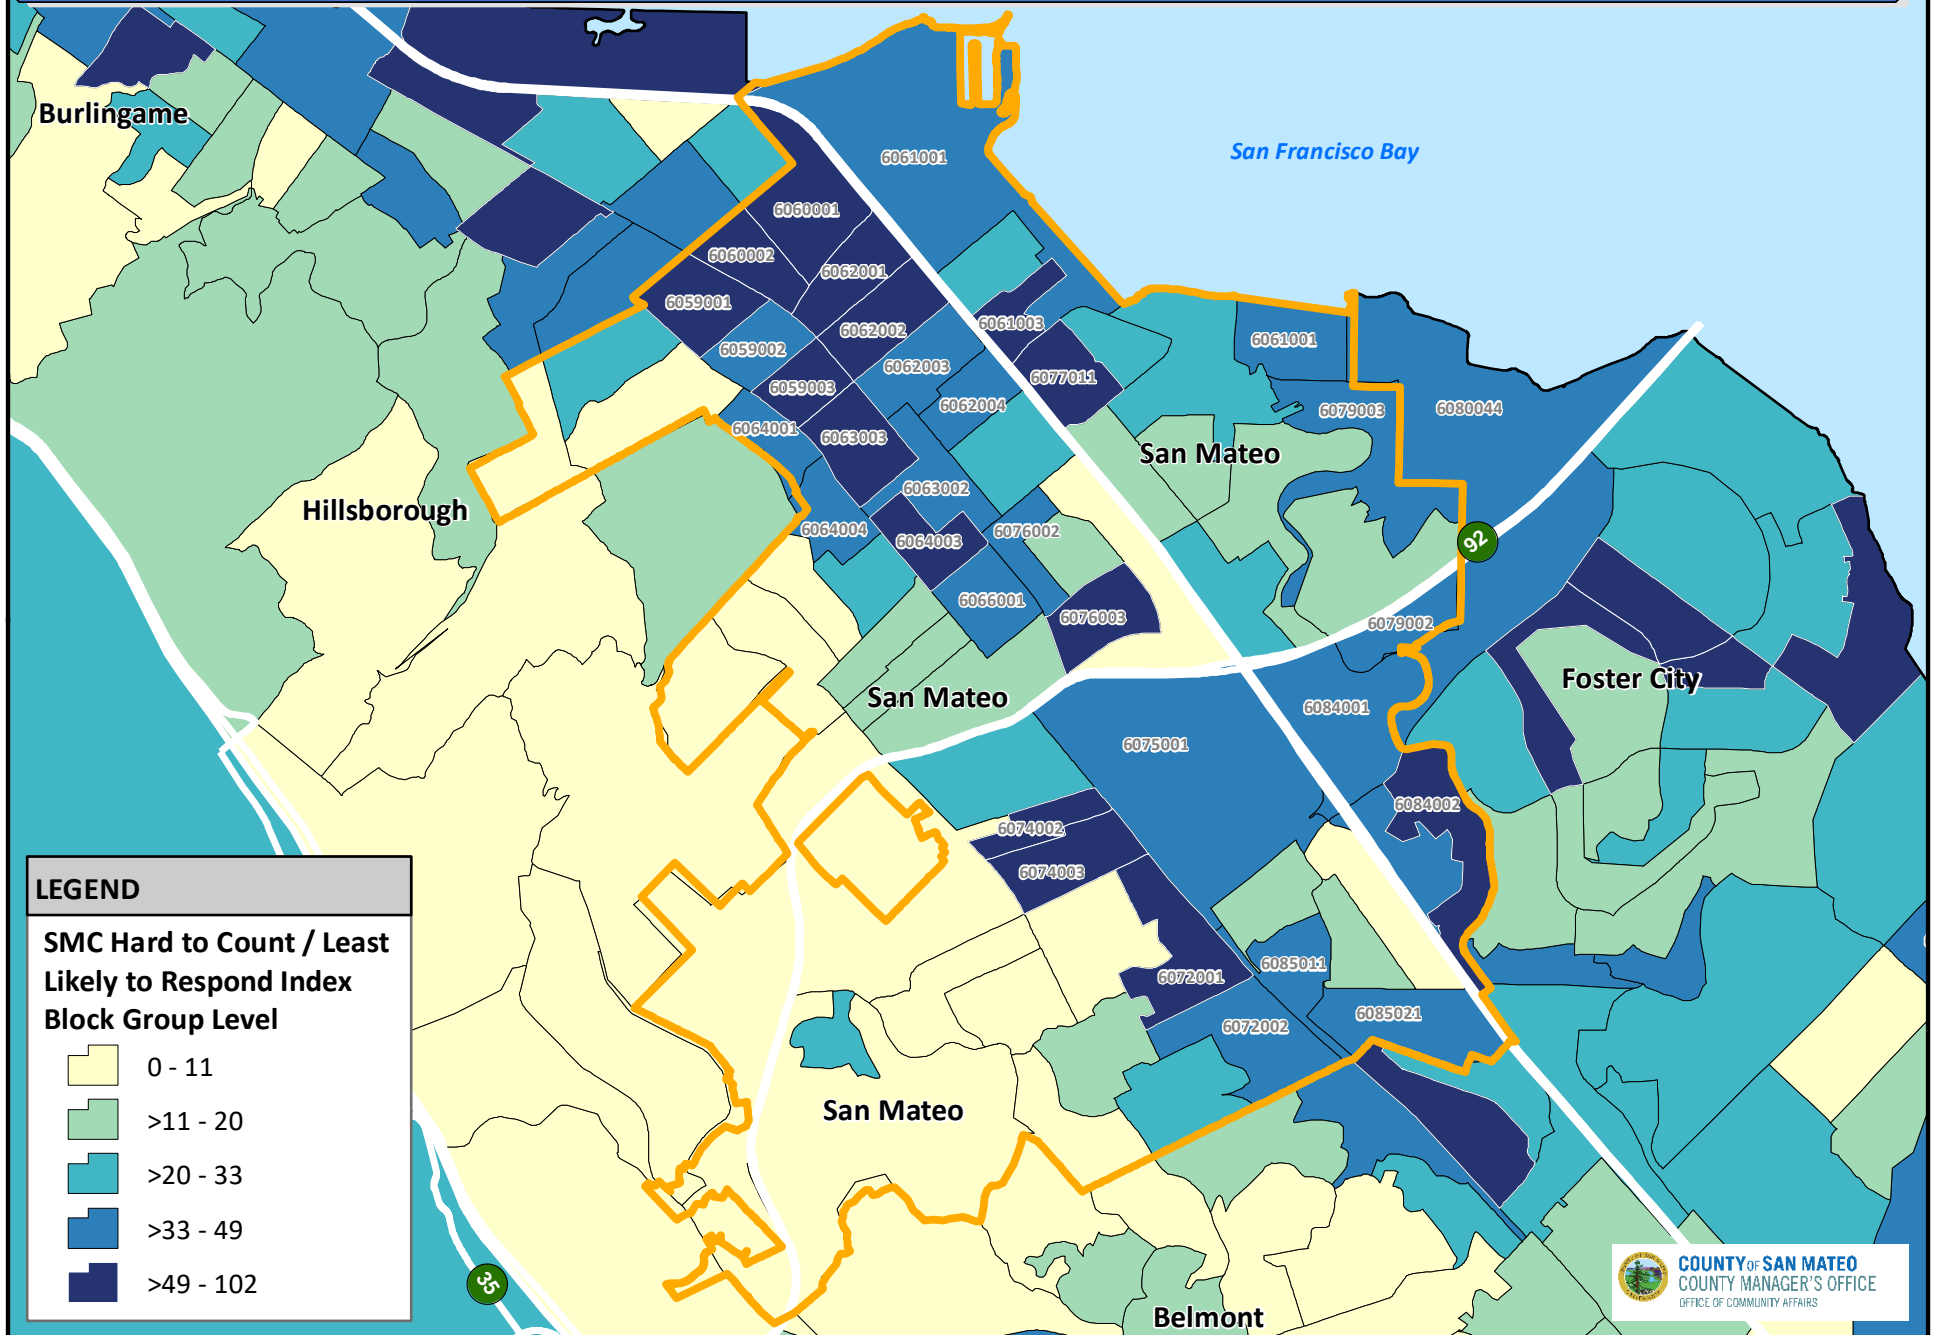 Burlingame
San Francisco Bay
6061001
6060001
6060002
6062001
6059001
6062002
6061003
6061001
6059002
6062003
6077011
6059003
6062004
6079003
6080044
6064001
6063003
San Mateo
6063002
Hillsborough
6064004
6064003
6076002
92
6066001
6076003
6079002
San Mateo
Foster City
6084001
6075001
6084002
6074002
6074003
6072001
6085011
6072002
6085021
San Mateo
Belmont
35
LEGEND
SMC Hard to Count / Least
Likely to Respond Index
Block Group Level
0 - 11
>11 - 20
>20 - 33
>33 - 49
>49 - 102
COUNTY OF SAN MATEO
COUNTY MANAGER'S OFFICE
OFFICE OF COMMUNITY AFFAIRS